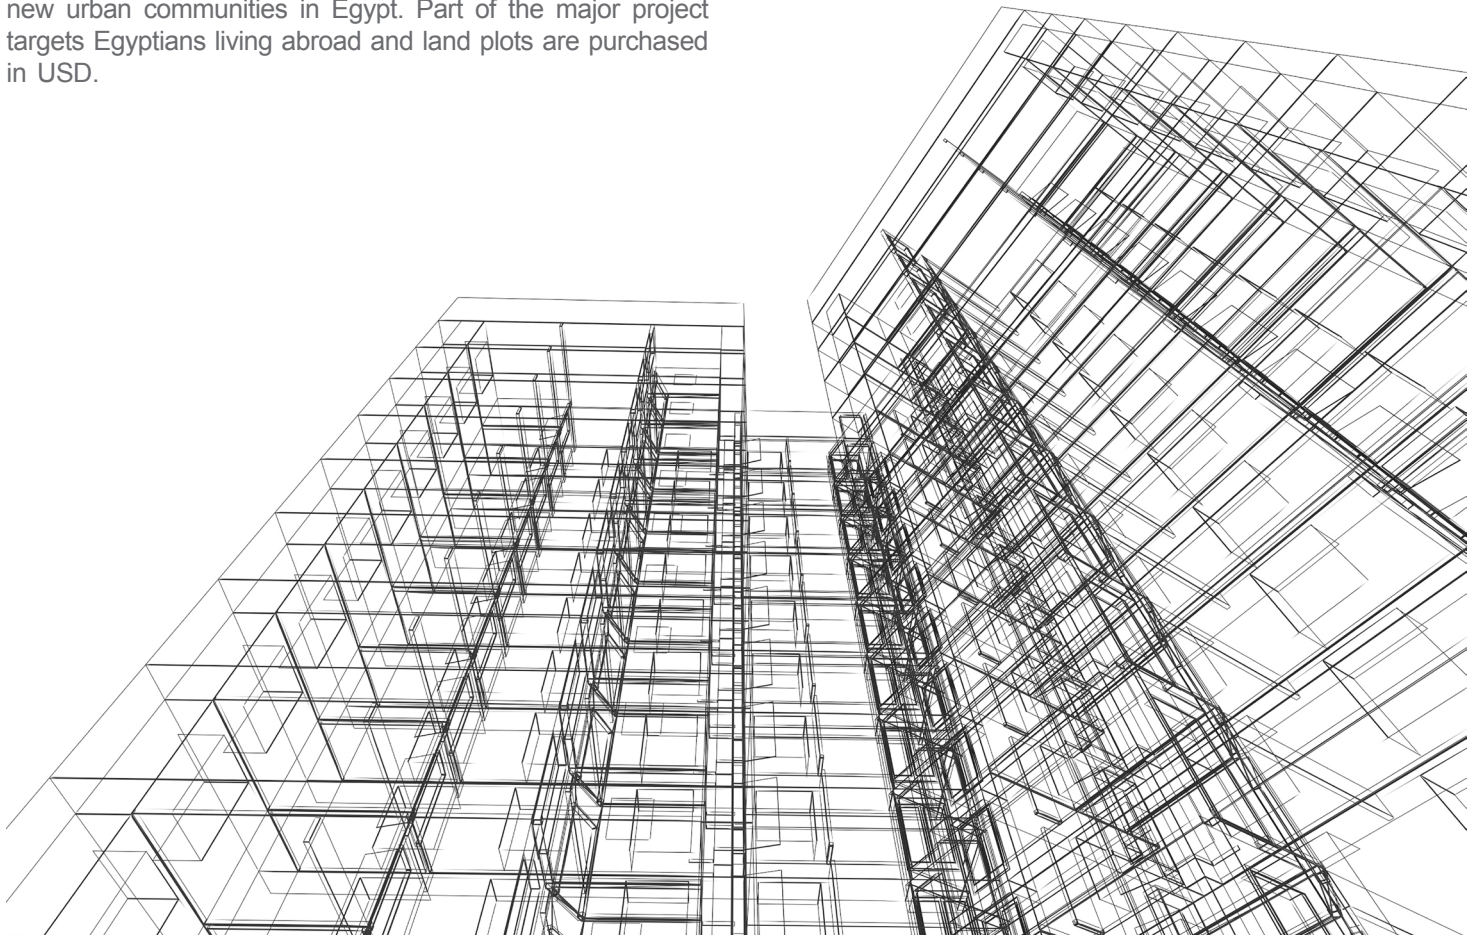 new urban communities in Egypt. Part of the major project
targets Egyptians living abroad and land plots are purchased
in USD.